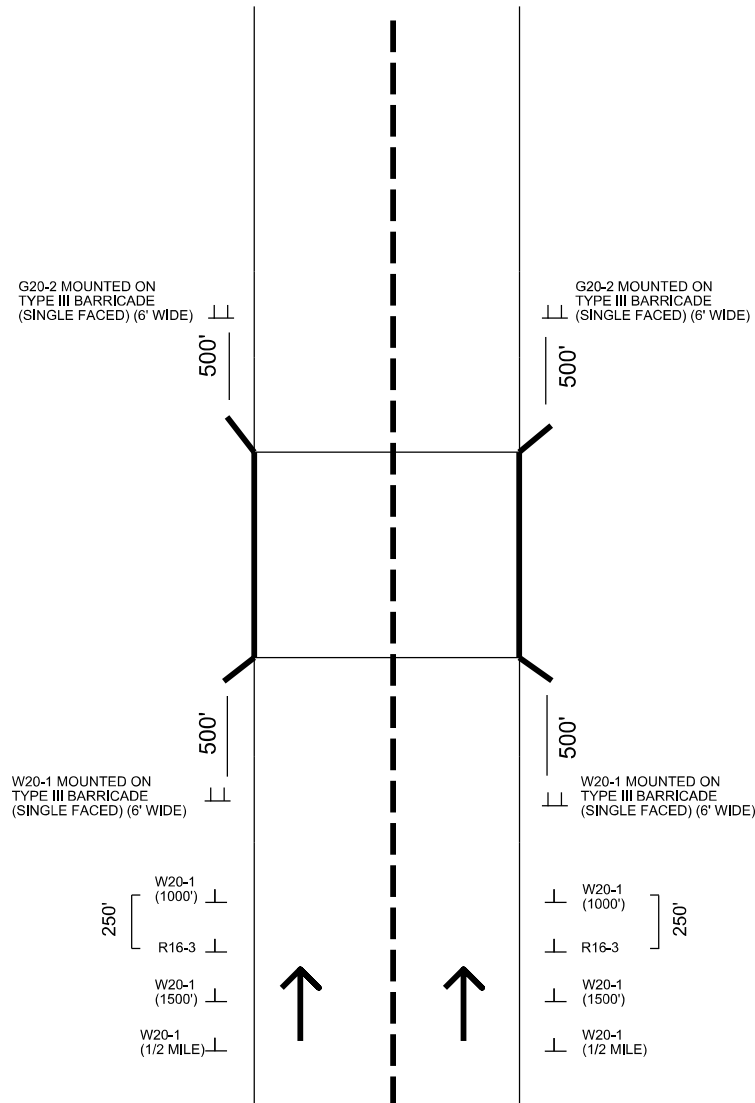 G20-2 MOUNTED ON
TYPE III BARRICADE
(SINGLE FACED) (6' WIDE)
G20-2 MOUNTED ON
TYPE III BARRICADE
(SINGLE FACED) (6' WIDE)
500'
500'
500'
500'
W20-1 MOUNTED ON
TYPE III BARRICADE
(SINGLE FACED) (6' WIDE)
W20-1 MOUNTED ON
TYPE III BARRICADE
(SINGLE FACED) (6' WIDE)
W20-1
(1000')
250'
R16-3
W20-1
(1500')
W20-1
(1/2 MILE)
W20-1
(1000')
250'
R16-3
W20-1
(1500')
W20-1
(1/2 MILE)